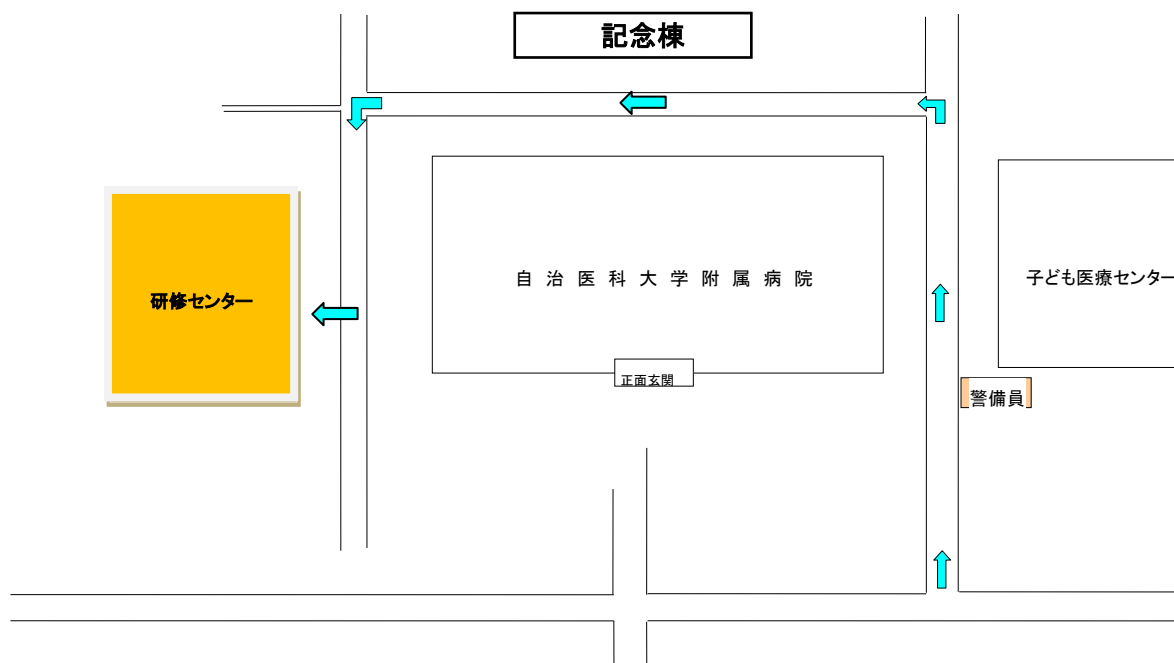 記念棟
自治医科大学附属病院
子ども医療センター
研修センター
正面玄関
警備員